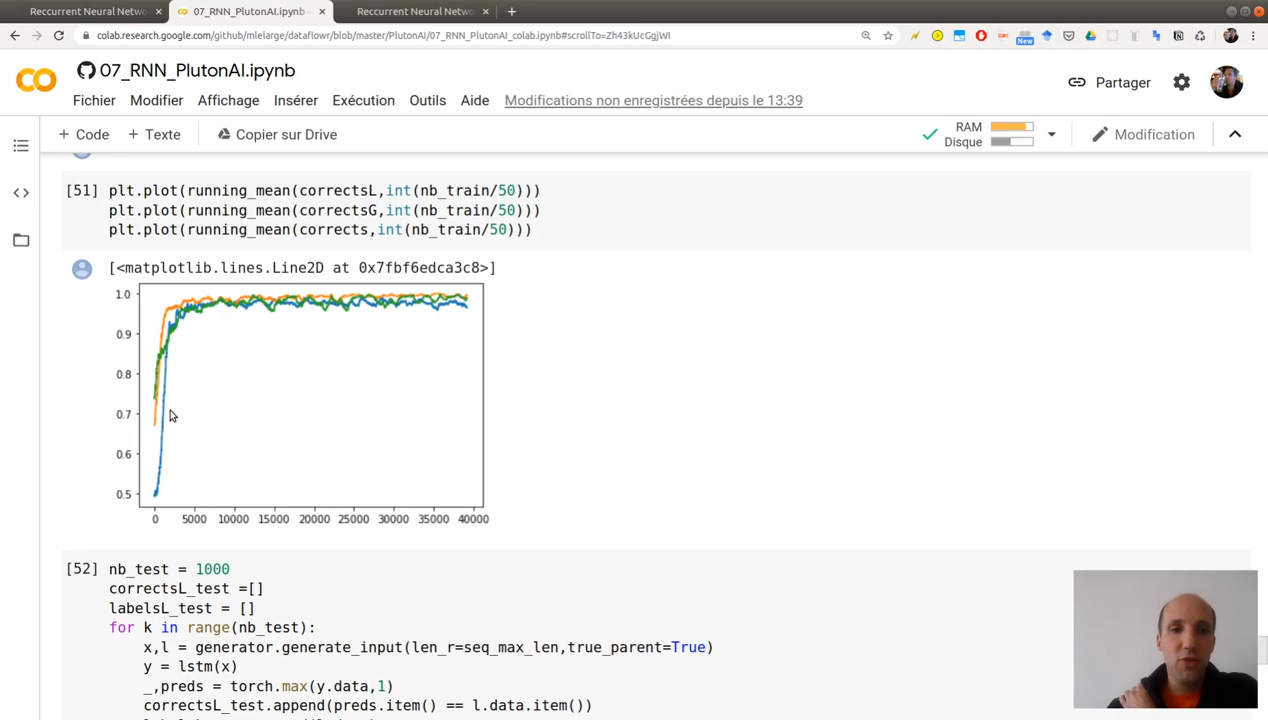 Reccurrent Neural Netwo
07_RNN_PlutonAI.ipynb -
Reccurrent Neural Netwo
colab.research.google.com/github/mlelarge/dataflowr/blob/master/PlutonAI/07_RNN_PlutonAI_colab.ipynb#scrollTo=Zh43kUcGgjWI
New
07_RNN_PlutonAI.ipynb
Partager
Fichier Modifier Affichage Insérer Exécution Outils Aide Modifications non enregistrées depuis le 13:39
+ Code + Texte Copier sur Drive
RAM
Disque
Modification
[51] plt.plot(running_mean(correctsL,int(nb_train/50)))
plt.plot(running_mean(correctsG,int(nb_train/50)))
plt.plot(running_mean(corrects,int(nb_train/50)))
[<matplotlib.lines.Line2D at 0x7fbf6edca3c8>]
1.0
0.9
0.8
0.7
0.6
0.5
0 5000 10000 15000 20000 25000 30000 35000 40000
[52] nb_test = 1000
correctsL_test =[]
labelsL_test = []
for k in range(nb_test):
x,l = generator.generate_input(len_r=seq_max_len,true_parent=True)
y = lstm(x)
_,preds = torch.max(y.data,1)
correctsL_test.append(preds.item() == l.data.item())